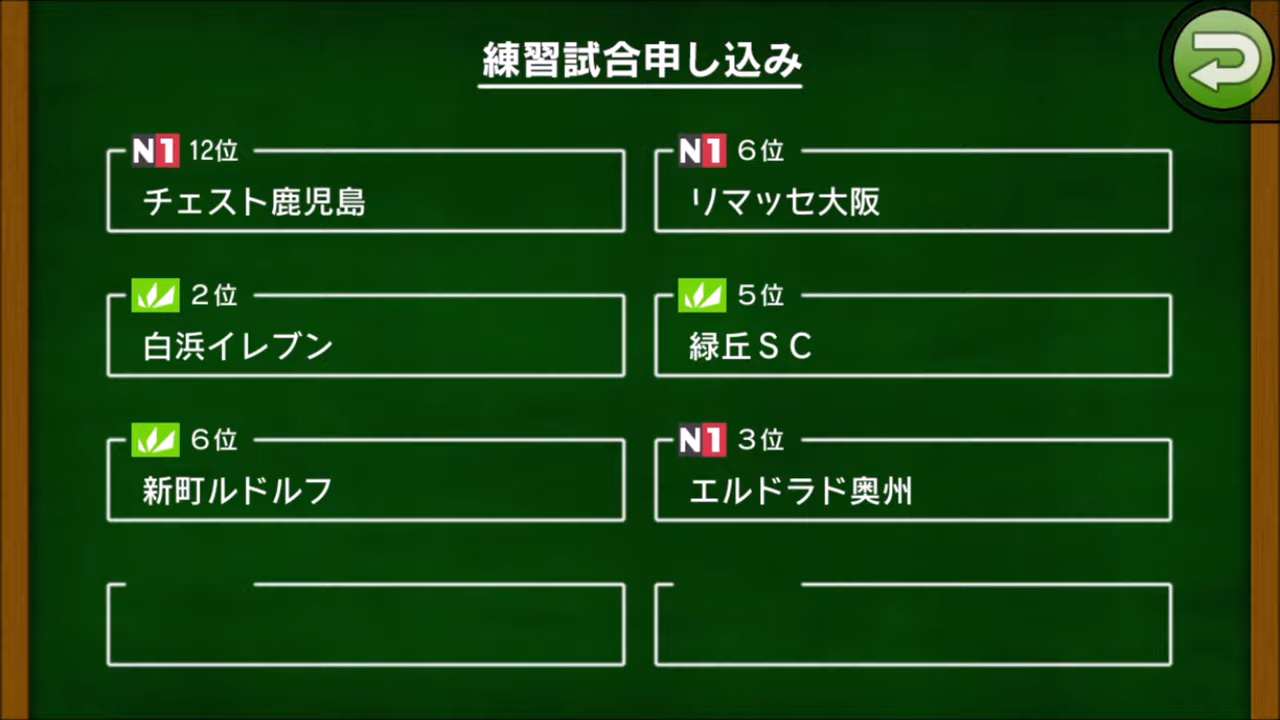 練習試合申し込み
N1 12位
チェスト鹿児島
N1 6位
リマッセ大阪
2位
白浜イレブン
5位
緑丘SC
6位
新町ルドルフ
N1 3位
エルドラド奥州